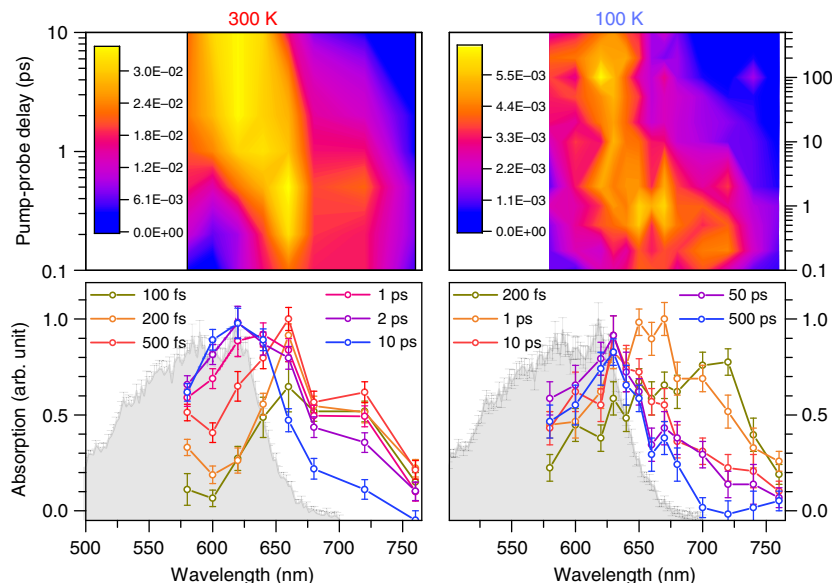 300 K
100 K
Pump-probe delay (ps)
10
1
0.1
3.0E–02
2.4E–02
1.8E–02
1.2E–02
6.1E–03
0.0E+00
5.5E–03
4.4E–03
3.3E–03
2.2E–03
1.1E–03
0.0E+00
100
10
1
0.1
Absorption (arb. unit)
1.0
0.5
0.0
100 fs
200 fs
500 fs
1 ps
2 ps
10 ps
200 fs
1 ps
10 ps
50 ps
500 ps
1.0
0.5
0.0
500 550 600 650 700 750
550 600 650 700 750
Wavelength (nm)
Wavelength (nm)